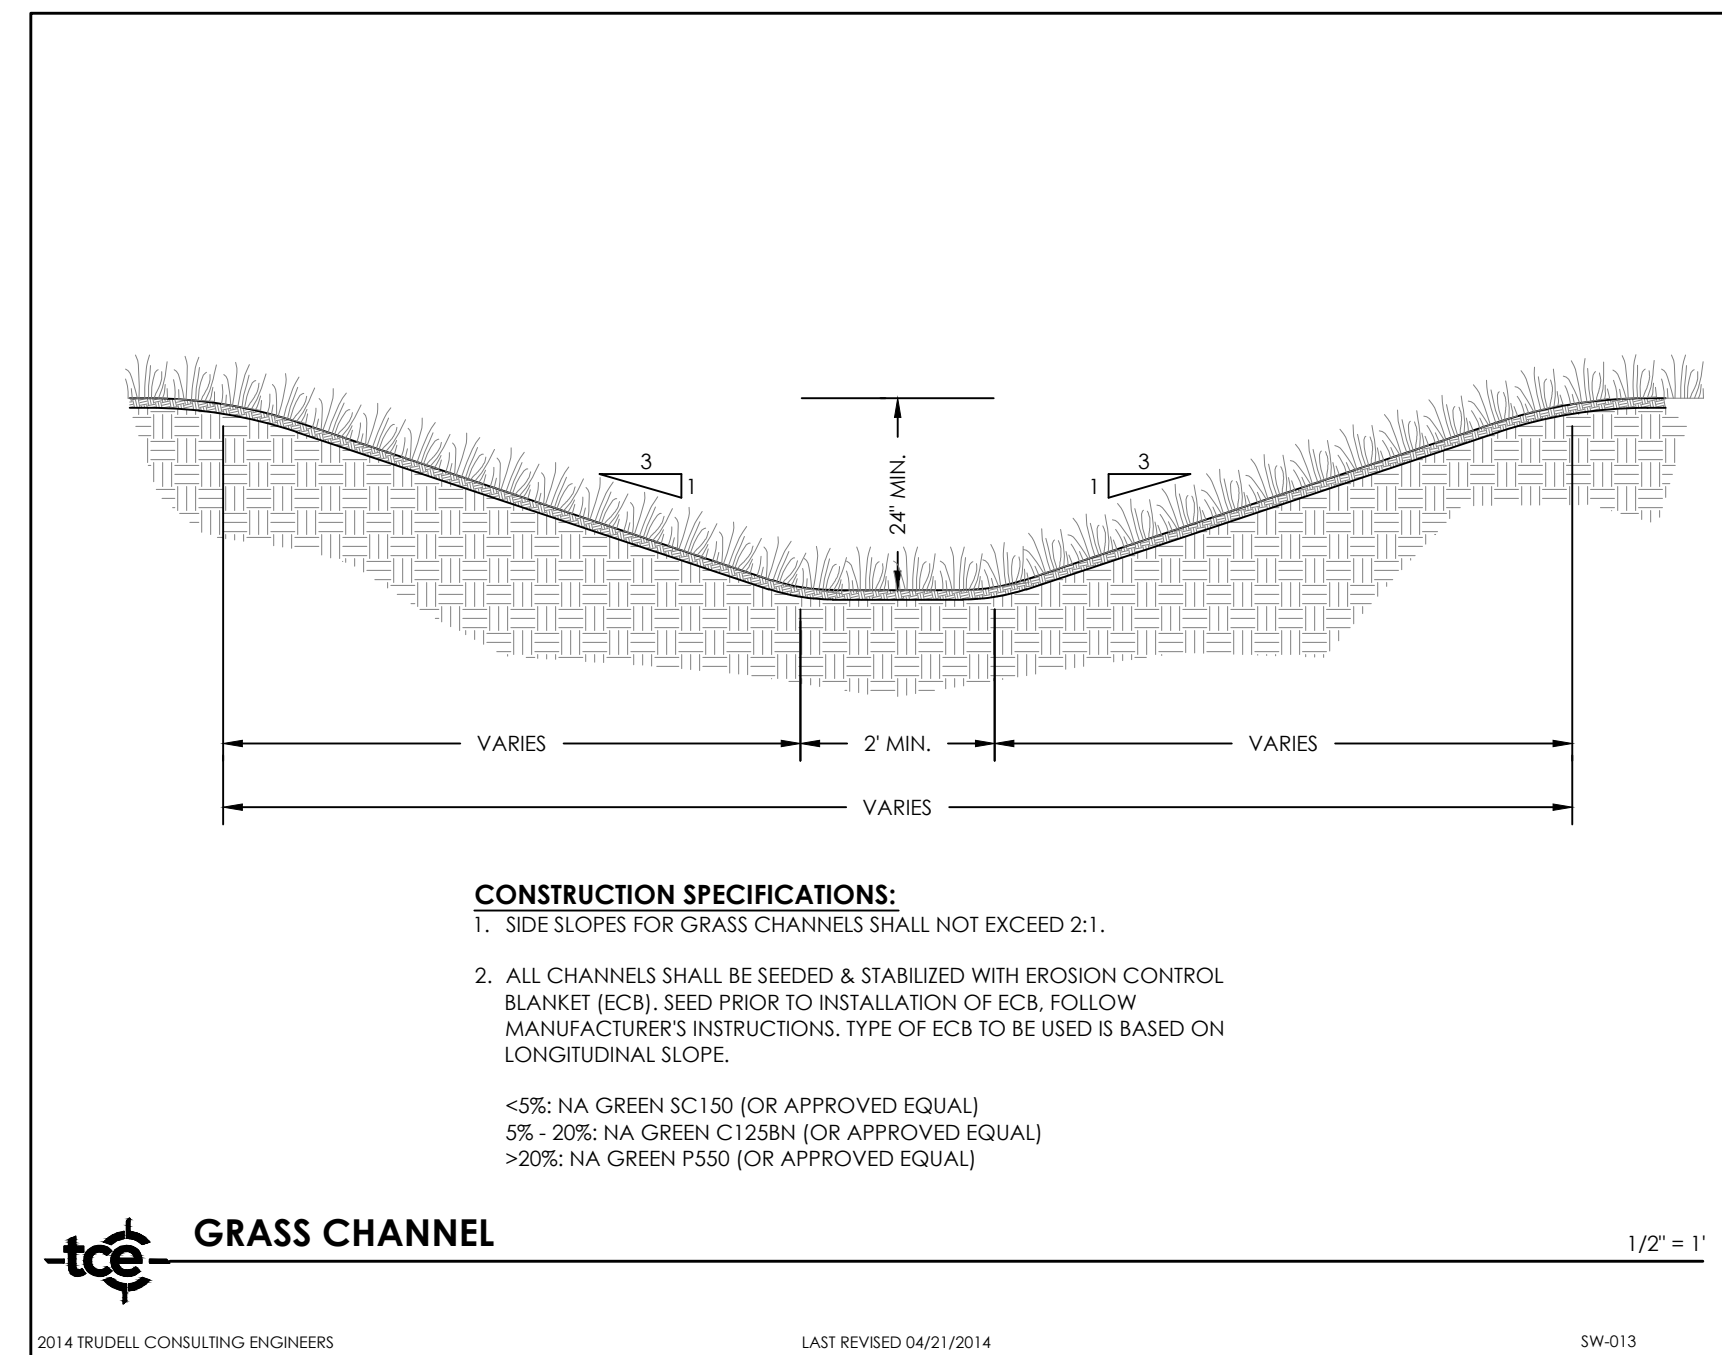 3
1
24" MIN.
3
1
VARIES
2' MIN.
VARIES
VARIES
CONSTRUCTION SPECIFICATIONS:
1. SIDE SLOPES FOR GRASS CHANNELS SHALL NOT EXCEED 2:1.
2. ALL CHANNELS SHALL BE SEEDED & STABILIZED WITH EROSION CONTROL
BLANKET (ECB). SEED PRIOR TO INSTALLATION OF ECB, FOLLOW
MANUFACTURER'S INSTRUCTIONS. TYPE OF ECB TO BE USED IS BASED ON
LONGITUDINAL SLOPE.
<5%: NA GREEN SC150 (OR APPROVED EQUAL)
5% - 20%: NA GREEN C125BN (OR APPROVED EQUAL)
>20%: NA GREEN P550 (OR APPROVED EQUAL)
tce
GRASS CHANNEL
1/2" = 1'
2014 TRUDELL CONSULTING ENGINEERS
LAST REVISED 04/21/2014
SW-013